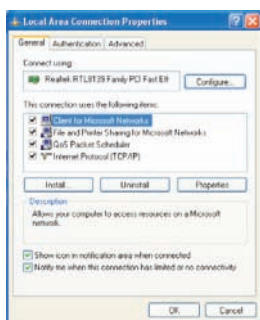 Local Area Connection Properties
General Authentication Advanced
Connect using:
Realtek RTL8139 Family PCI Fast Eth
Configure...
This connection uses the following items:
Client for Microsoft Networks
File and Printer Sharing for Microsoft Networks
QoS Packet Scheduler
Internet Protocol (TCP/IP)
Install... Uninstall Properties
Description
Allows your computer to access resources on a Microsoft
network.
Show icon in notification area when connected
Notify me when this connection has limited or no connectivity
OK Cancel